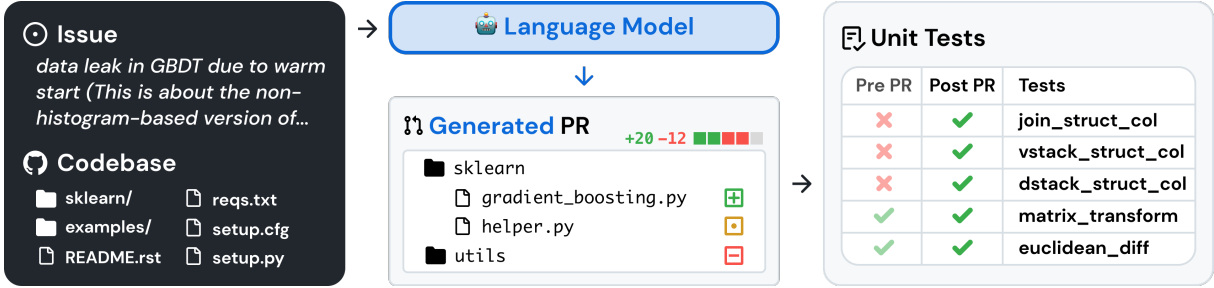 Issue
data leak in GBDT due to warm
start (This is about the non-
histogram-based version of...
Codebase
sklearn/
reqs.txt
examples/
setup.cfg
README.rst
setup.py
Language Model
Generated PR
+20 -12
sklearn
gradient_boosting.py
helper.py
utils
Unit Tests
Pre PR Post PR Tests
join_struct_col
vstack_struct_col
dstack_struct_col
matrix_transform
euclidean_diff